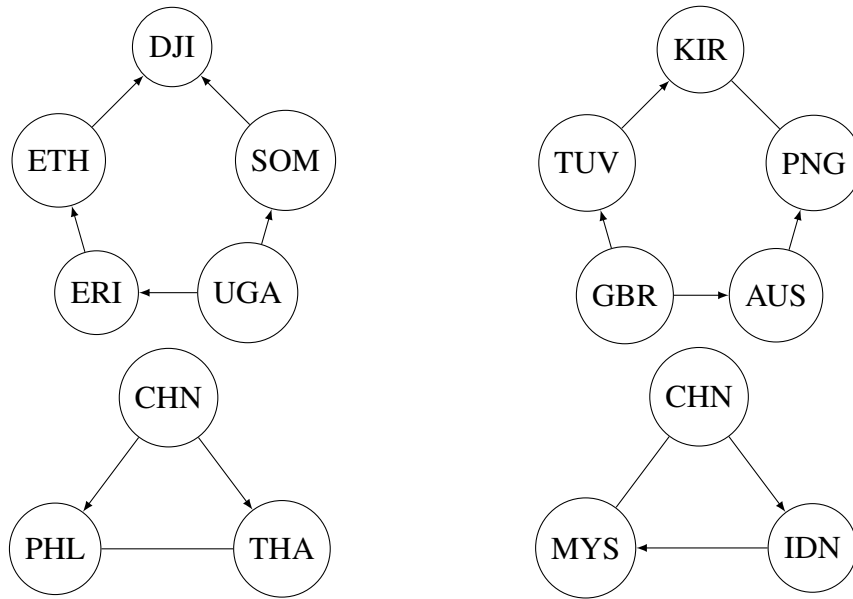 DJI
KIR
ETH
SOM
TUV
PNG
ERI
UGA
GBR
AUS
CHN
CHN
PHL
THA
MYS
IDN